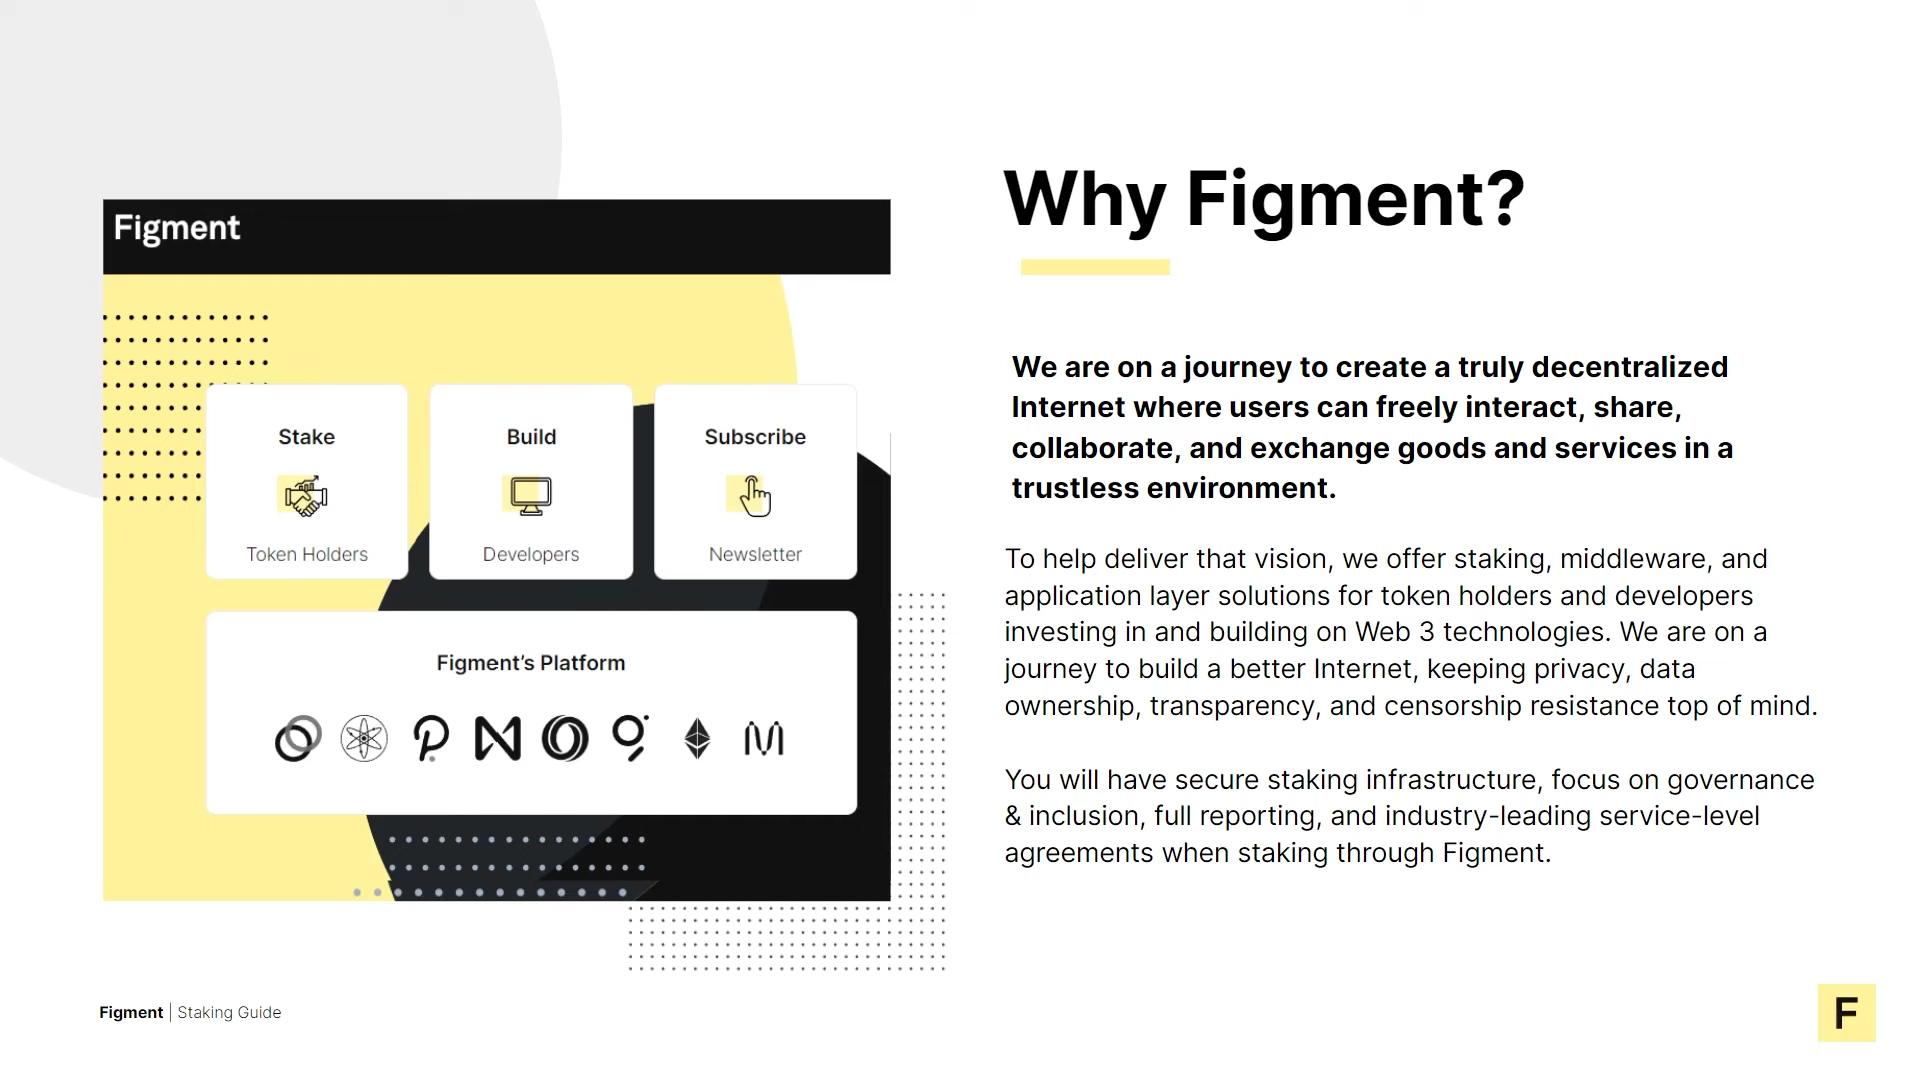 Figment
Stake
Token Holders
Build
Developers
Subscribe
Newsletter
Figment’s Platform
Why Figment?
We are on a journey to create a truly decentralized
Internet where users can freely interact, share,
collaborate, and exchange goods and services in a
trustless environment.
To help deliver that vision, we offer staking, middleware, and
application layer solutions for token holders and developers
investing in and building on Web 3 technologies. We are on a
journey to build a better Internet, keeping privacy, data
ownership, transparency, and censorship resistance top of mind.
You will have secure staking infrastructure, focus on governance
& inclusion, full reporting, and industry-leading service-level
agreements when staking through Figment.
Figment | Staking Guide
F